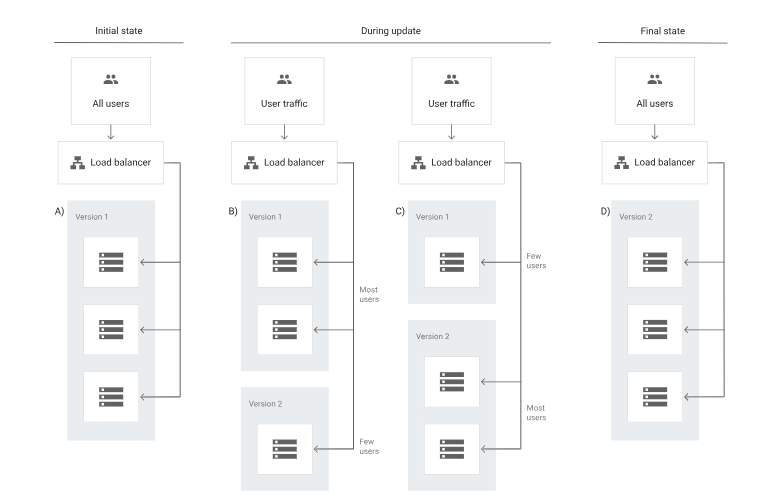 Initial state
During update
Final state
All users
User traffic
User traffic
All users
Load balancer
Load balancer
Load balancer
Load balancer
A)
Version 1
B)
Version 1
Most
users
Version 2
Few
users
C)
Version 1
Few
users
Version 2
Most
users
D)
Version 2